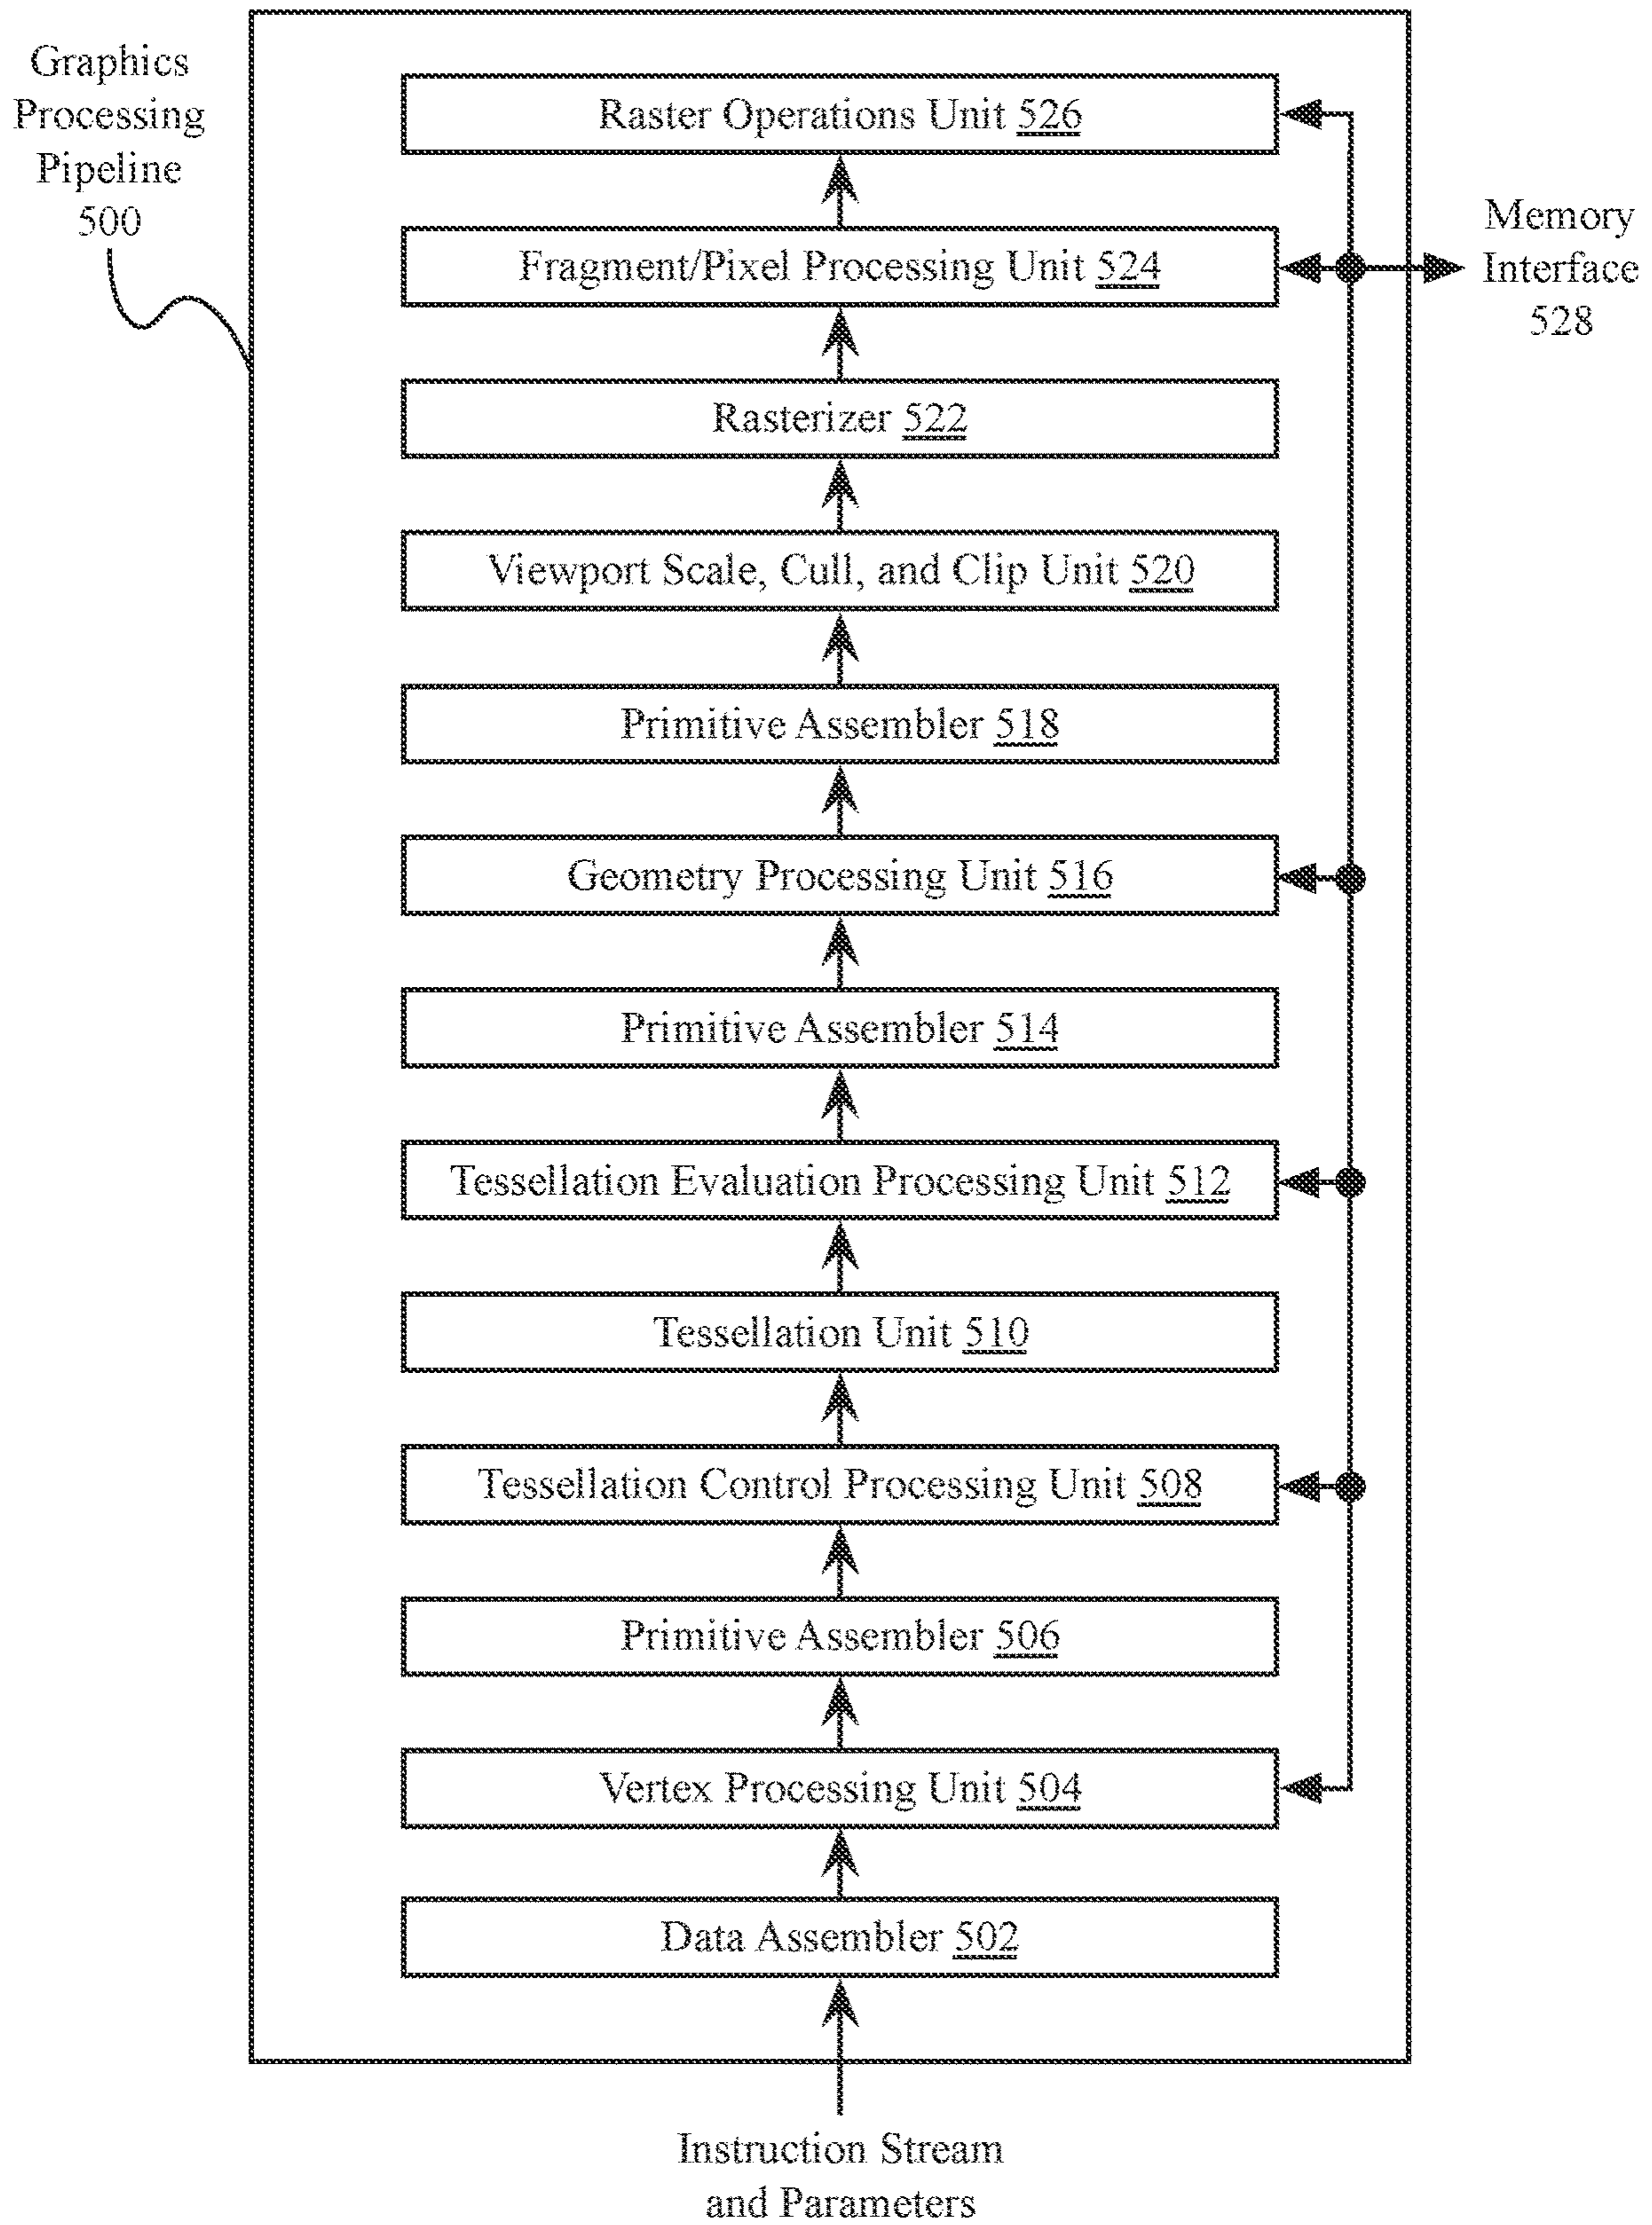 Graphics
Processing
Pipeline
500
Raster Operations Unit 526
Fragment/Pixel Processing Unit 524
Memory
Interface
528
Rasterizer 522
Viewport Scale, Cull, and Clip Unit 520
Primitive Assembler 518
Geometry Processing Unit 516
Primitive Assembler 514
Tessellation Evaluation Processing Unit 512
Tessellation Unit 510
Tessellation Control Processing Unit 508
Primitive Assembler 506
Vertex Processing Unit 504
Data Assembler 502
Instruction Stream
and Parameters